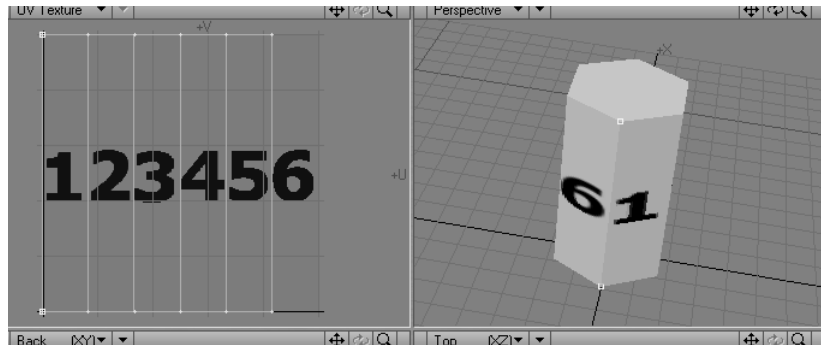 UV Texture
Perspective
+V
+X
123456
+U
61
Back (XY)
Top (XZ)